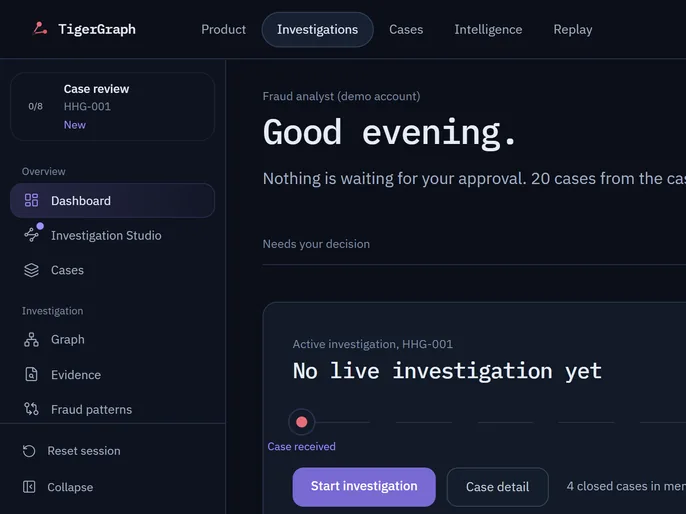 TigerGraph
Product
Investigations
Cases
Intelligence
Replay
0/8
Case review
HHG-001
New
Overview
Dashboard
Investigation Studio
Cases
Investigation
Graph
Evidence
Fraud patterns
Reset session
Collapse
Fraud analyst (demo account)
Good evening.
Nothing is waiting for your approval. 20 cases from the cas
Needs your decision
Active investigation, HHG-001
No live investigation yet
Case received
Start investigation
Case detail
4 closed cases in mem